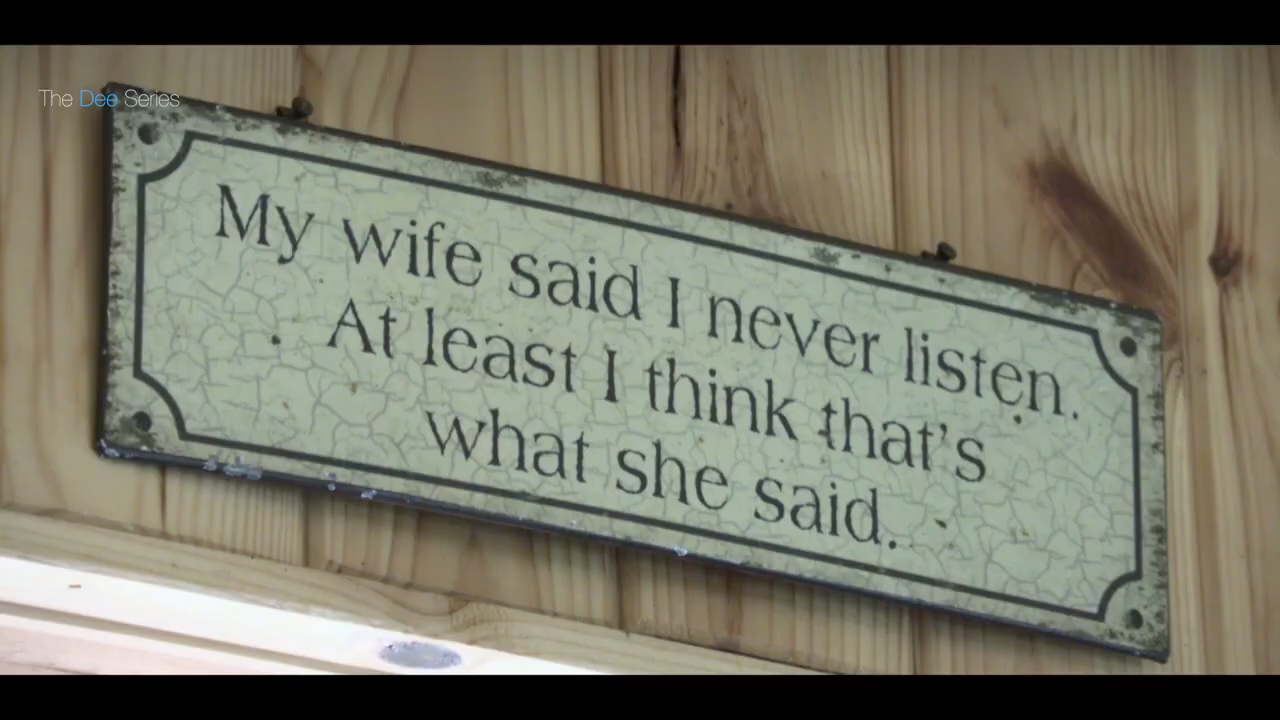 The Dee Series
My wife said I never listen.
At least I think that's
what she said.